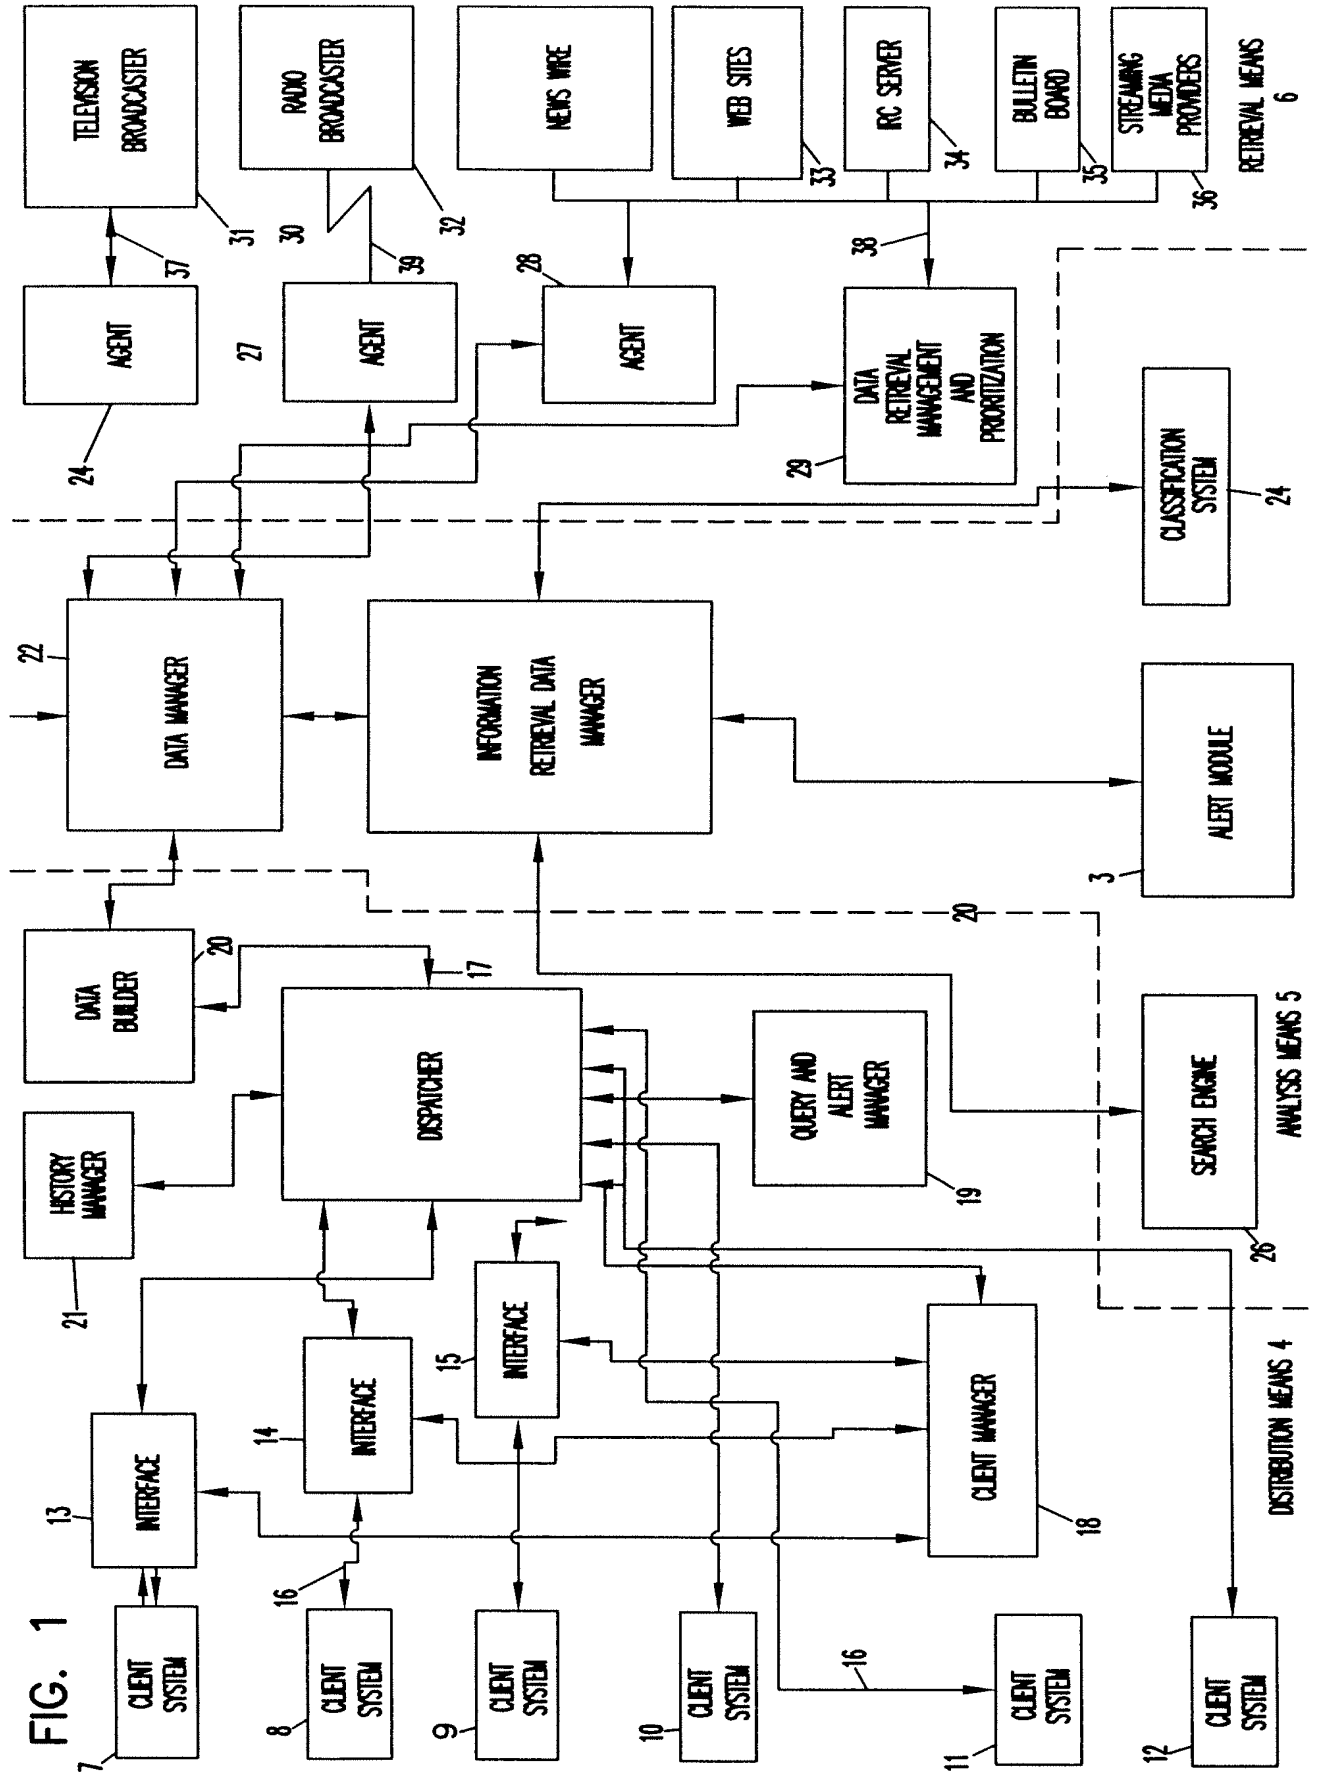 FIG. 1
7
CLIENT
SYSTEM
8
CLIENT
SYSTEM
9
CLIENT
SYSTEM
10
CLIENT
SYSTEM
11
CLIENT
SYSTEM
12
CLIENT
SYSTEM
16
16
13
INTERFACE
14
INTERFACE
15
INTERFACE
18
CLIENT MANAGER
DISTRIBUTION MEANS 4
21
HISTORY
MANAGER
DATA
BUILDER
20
17
DISPATCHER
QUERY AND
ALERT
MANAGER
19
20
SEARCH ENGINE
26
ANALYSIS MEANS 5
22
DATA MANAGER
INFORMATION
RETRIEVAL DATA
MANAGER
3
ALERT MODULE
CLASSIFICATION
SYSTEM
24
24
AGENT
27
AGENT
28
AGENT
29
DATA
RETRIEVAL
MANAGEMENT
AND
PRIORITIZATION
37
31
30
39
32
38
33
34
35
36
TELEVISION
BROADCASTER
RADIO
BROADCASTER
NEWS WIRE
WEB SITES
IRC SERVER
BULLETIN
BOARD
STREAMING
MEDIA
PROVIDERS
RETRIEVAL MEANS
6